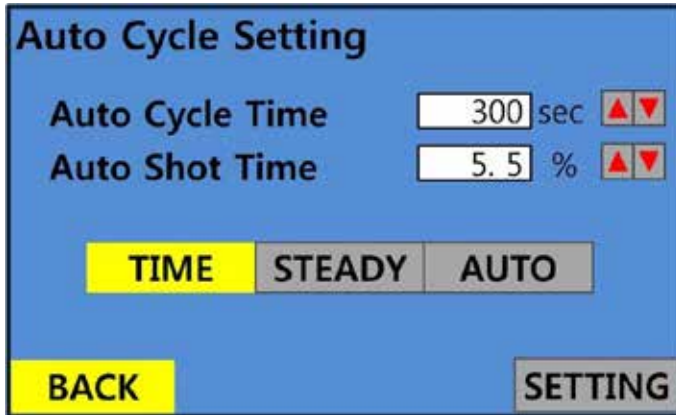 Auto Cycle Setting
Auto Cycle Time 300 sec
Auto Shot Time 5. 5 %
TIME STEADY AUTO
BACK SETTING